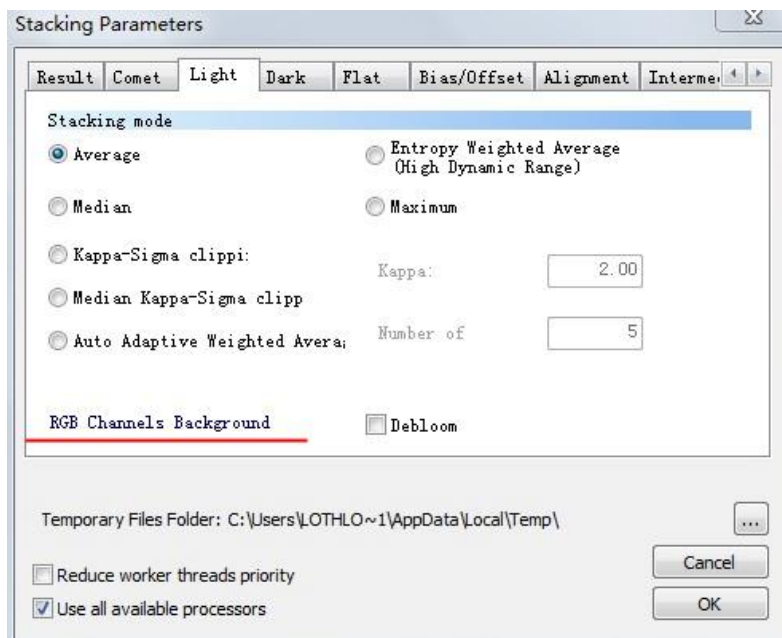 Stacking Parameters
Result Comet Light Dark Flat Bias/Offset Alignment Interme
Stacking mode
Average
Entropy Weighted Average
(High Dynamic Range)
Median
Maximum
Kappa-Sigma clippi:
Kappa: 2.00
Median Kappa-Sigma clipp
Auto Adaptive Weighted Avera
Number of 5
RGB Channels Background
Debloom
Temporary Files Folder: C:\Users\LOTHLO~1\AppData\Local\Temp\
...
Reduce worker threads priority
Cancel
Use all available processors
OK